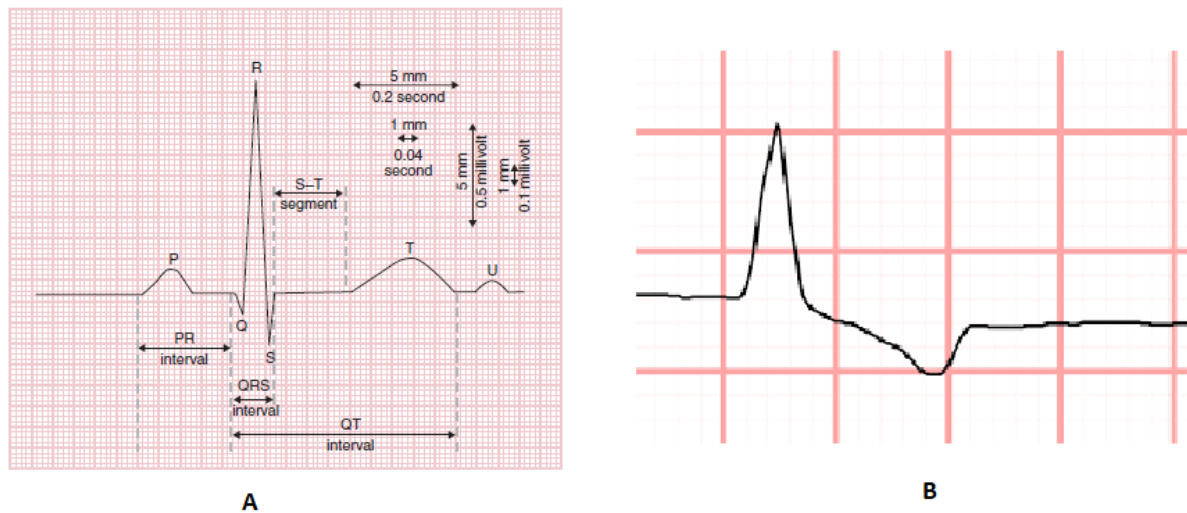 R
5 mm
0.2 second
1 mm
0.04
second
5 mm
0.5 millivolt
1 mm
0.1 millivolt
S–T
segment
P
T
U
Q
S
PR
interval
QRS
interval
QT
interval
A
B